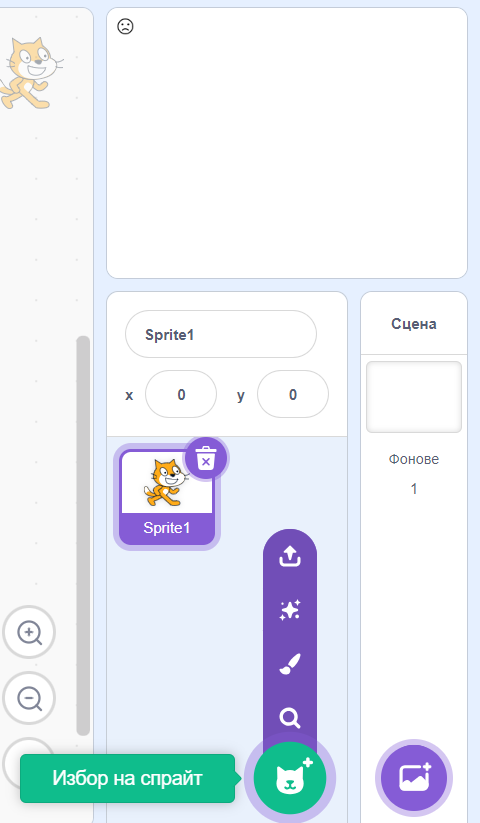 Sprite1
x 0 y 0
Sprite1
Сцена
Фонове
1
Избор на спрайт